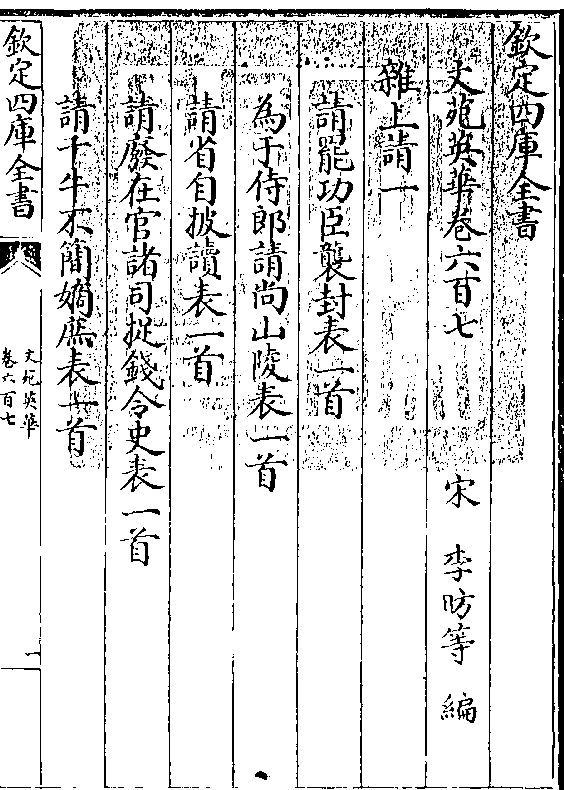 欽定四庫全書
文苑英華卷六百七
宋 李昉等 編
雜上請一
請罷功臣襲封表一首
為于侍郎請尚山陵表一首
請省自披讀表一首
請廢在官諸司捉錢令史表一首
請千牛不簡嫡庶表一首
欽定四庫全書
文苑英華
卷六百七
一